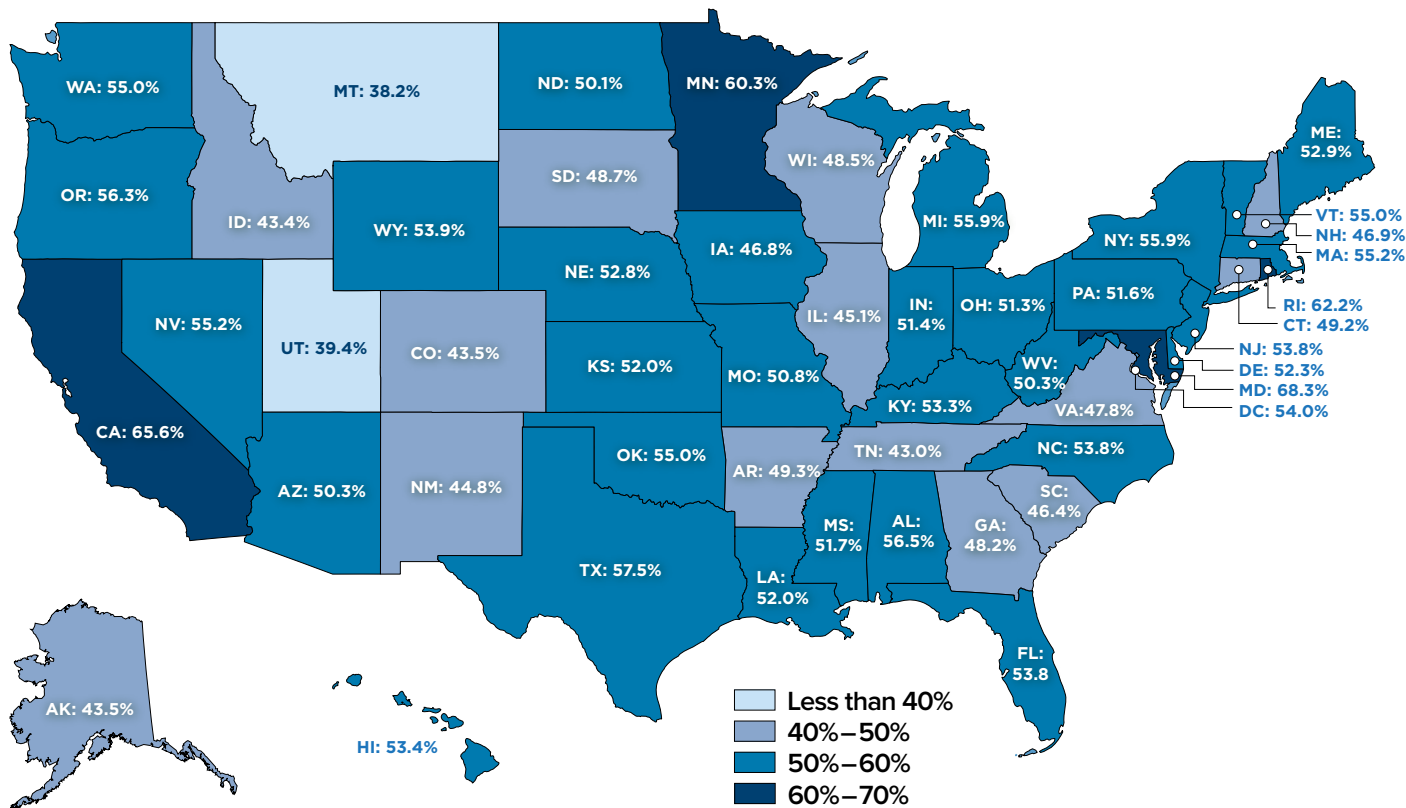 WA: 55.0%
MT: 38.2%
ND: 50.1%
MN: 60.3%
ME:
52.9%
OR: 56.3%
ID: 43.4%
WY: 53.9%
SD: 48.7%
WI: 48.5%
MI: 55.9%
NY: 55.9%
VT: 55.0%
NH: 46.9%
MA: 55.2%
RI: 62.2%
CT: 49.2%
NJ: 53.8%
DE: 52.3%
MD: 68.3%
DC: 54.0%
NV: 55.2%
UT: 39.4%
CO: 43.5%
NE: 52.8%
IA: 46.8%
IL: 45.1%
IN:
51.4%
OH: 51.3%
PA: 51.6%
KS: 52.0%
MO: 50.8%
WV:
50.3%
KY: 53.3%
VA:47.8%
CA: 65.6%
AZ: 50.3%
NM: 44.8%
OK: 55.0%
AR: 49.3%
TN: 43.0%
NC: 53.8%
SC:
46.4%
TX: 57.5%
LA:
52.0%
MS:
51.7%
AL:
56.5%
GA:
48.2%
FL:
53.8
AK: 43.5%
HI: 53.4%
Less than 40%
40%–50%
50%–60%
60%–70%